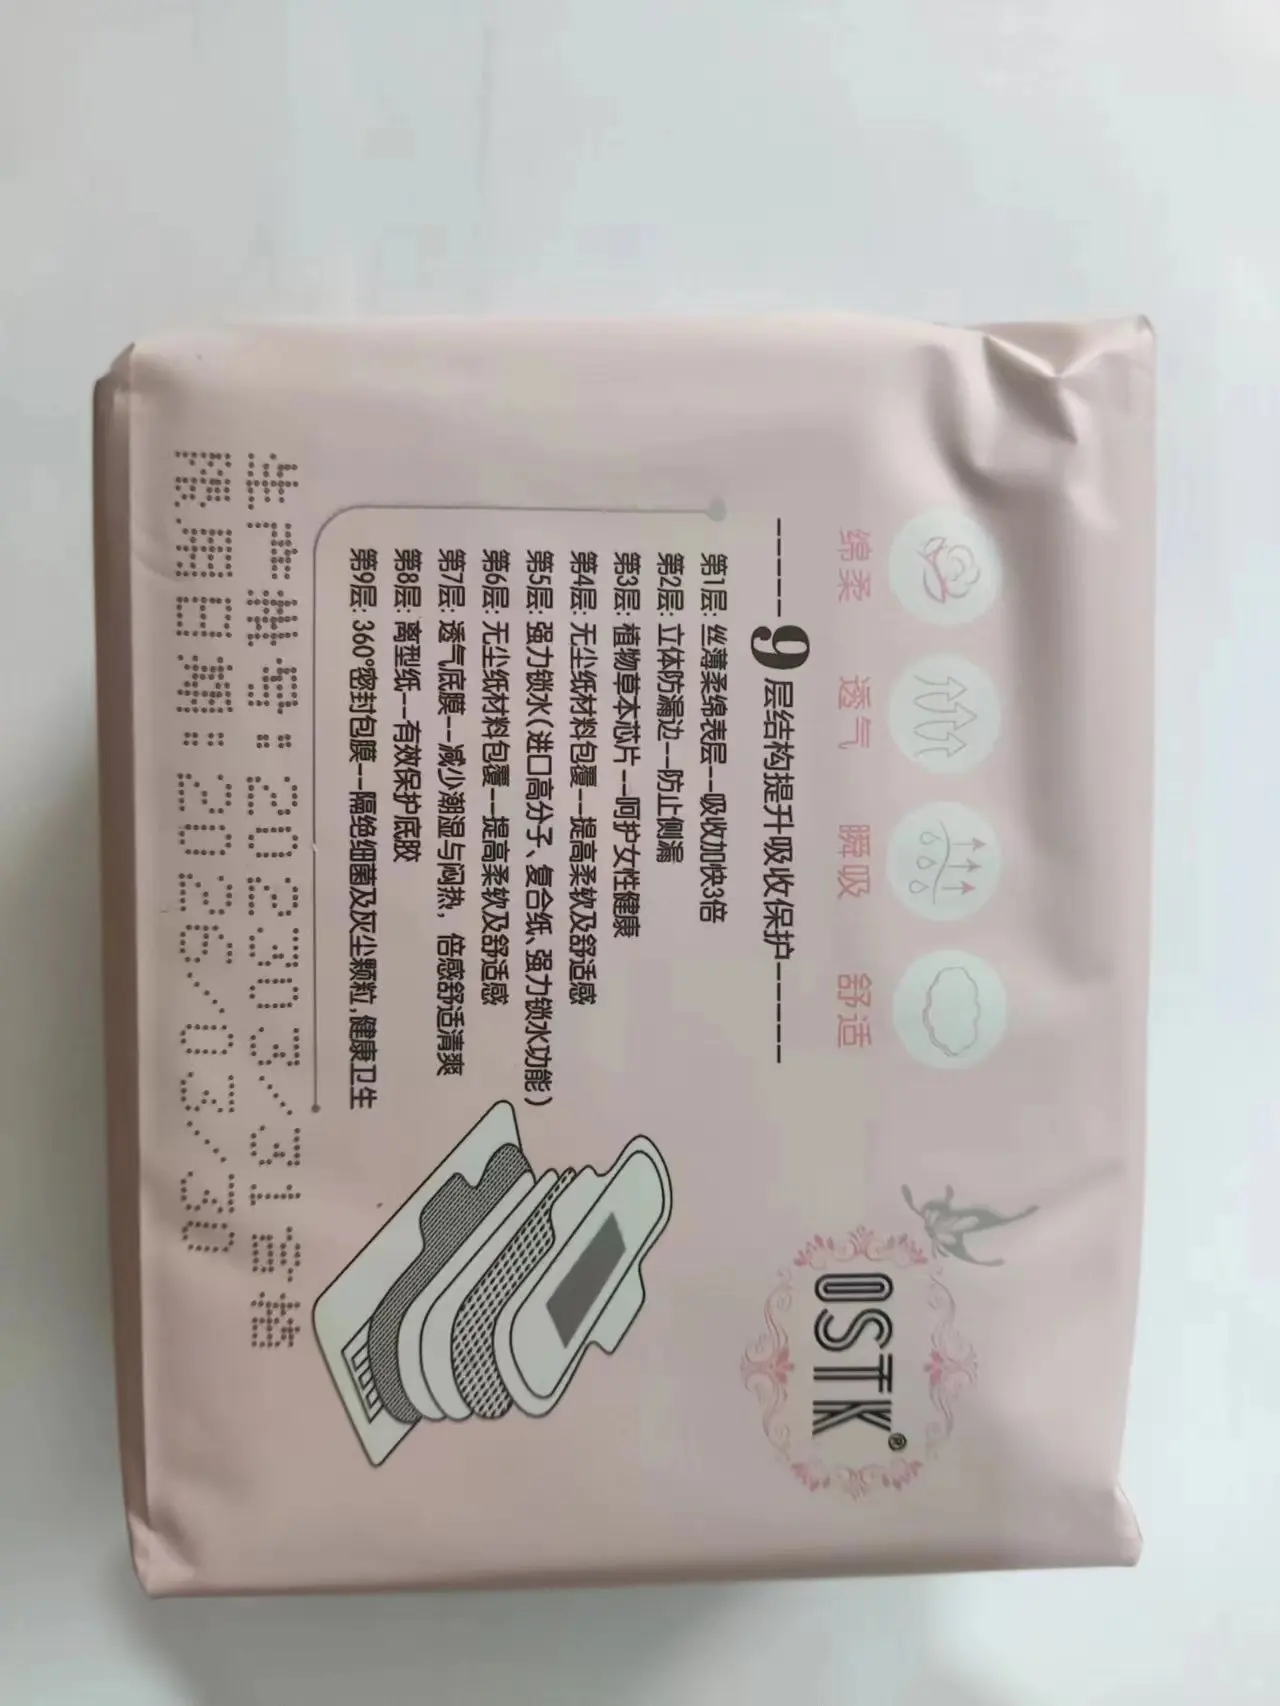 绵柔 透气 瞬吸 舒适
OSTK®
-----9层结构提升吸收保护-----
第1层: 丝薄柔绵表层--吸收加快3倍
第2层: 立体防漏边--防止侧漏
第3层: 植物草本芯片--呵护女性健康
第4层: 无尘纸材料包覆--提高柔软及舒适感
第5层: 强力锁水(进口高分子、复合纸、强力锁水功能)
第6层: 无尘纸材料包覆--提高柔软及舒适感
第7层: 透气底膜--减少潮湿与闷热, 倍感舒适清爽
第8层: 离型纸--有效保护底胶
第9层: 360°密封包膜--隔绝细菌及灰尘颗粒,健康卫生
生产批号:202303/31合格
限用日期:2026/03/30